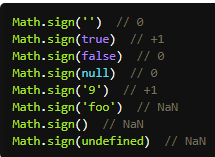 Math.sign('')  // 0
Math.sign(true)  // +1
Math.sign(false)  // 0
Math.sign(null)  // 0
Math.sign('9')  // +1
Math.sign('foo')  // NaN
Math.sign()  // NaN
Math.sign(undefined)  // NaN